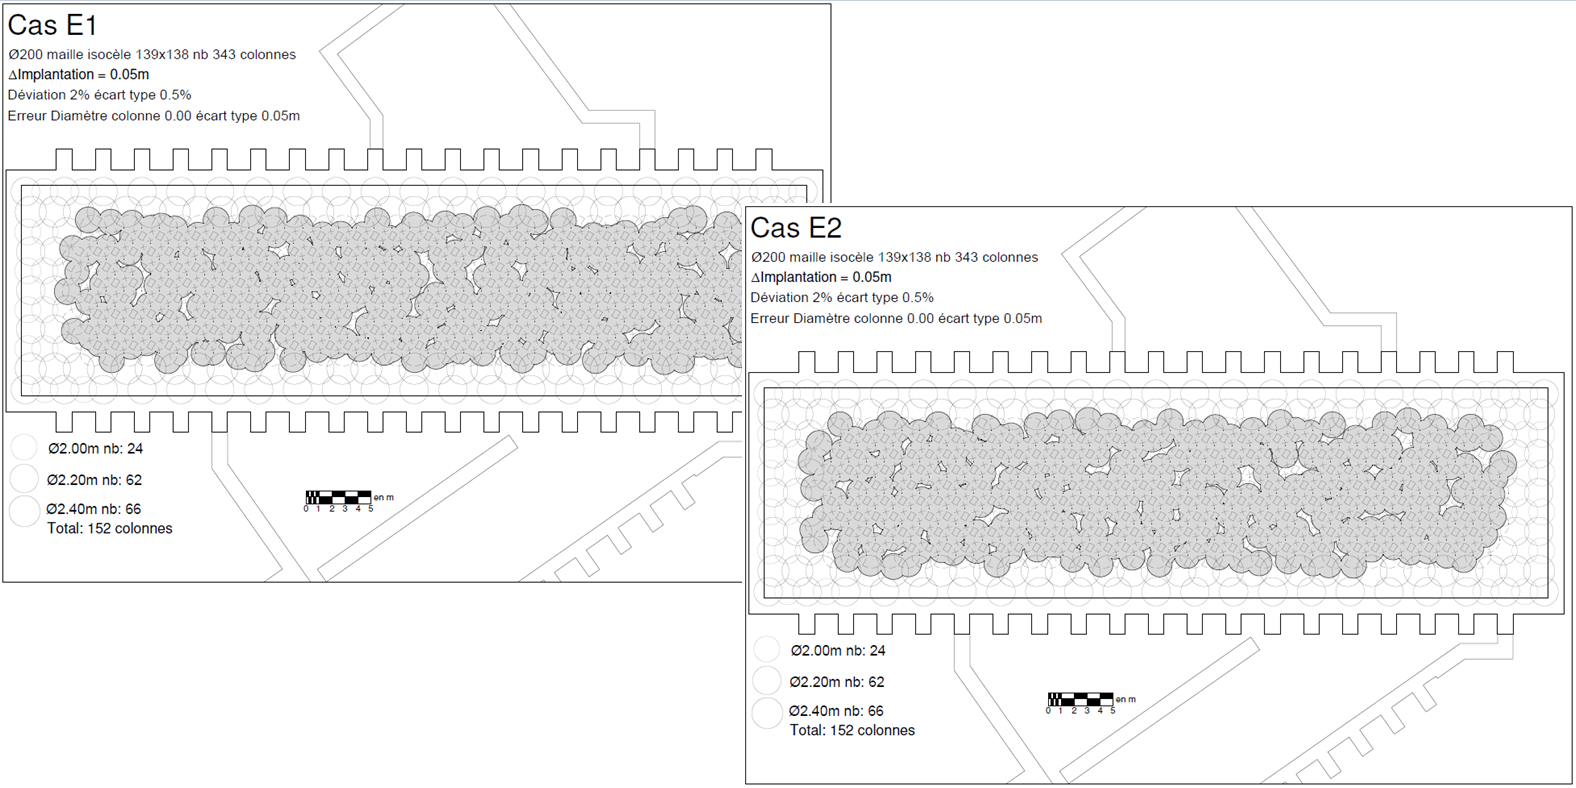 Cas E1
Ø200 maille isocèle 139x138 nb 343 colonnes
∆Implantation = 0.05m
Déviation 2% écart type 0.5%
Erreur Diamètre colonne 0.00 écart type 0.05m
Ø2.00m nb: 24
Ø2.20m nb: 62
Ø2.40m nb: 66
Total: 152 colonnes
en m
0 1 2 3 4 5
Cas E2
Ø200 maille isocèle 139x138 nb 343 colonnes
∆Implantation = 0.05m
Déviation 2% écart type 0.5%
Erreur Diamètre colonne 0.00 écart type 0.05m
Ø2.00m nb: 24
Ø2.20m nb: 62
Ø2.40m nb: 66
Total: 152 colonnes
en m
0 1 2 3 4 5